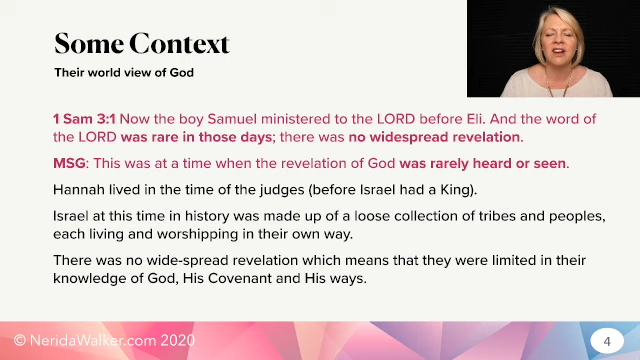 Some Context
Their world view of God
1 Sam 3:1 Now the boy Samuel ministered to the LORD before Eli. And the word of
the LORD was rare in those days; there was no widespread revelation.
MSG: This was at a time when the revelation of God was rarely heard or seen.
Hannah lived in the time of the judges (before Israel had a King).
Israel at this time in history was made up of a loose collection of tribes and peoples,
each living and worshipping in their own way.
There was no wide-spread revelation which means that they were limited in their
knowledge of God, His Covenant and His ways.
© NeridaWalker.com 2020
4